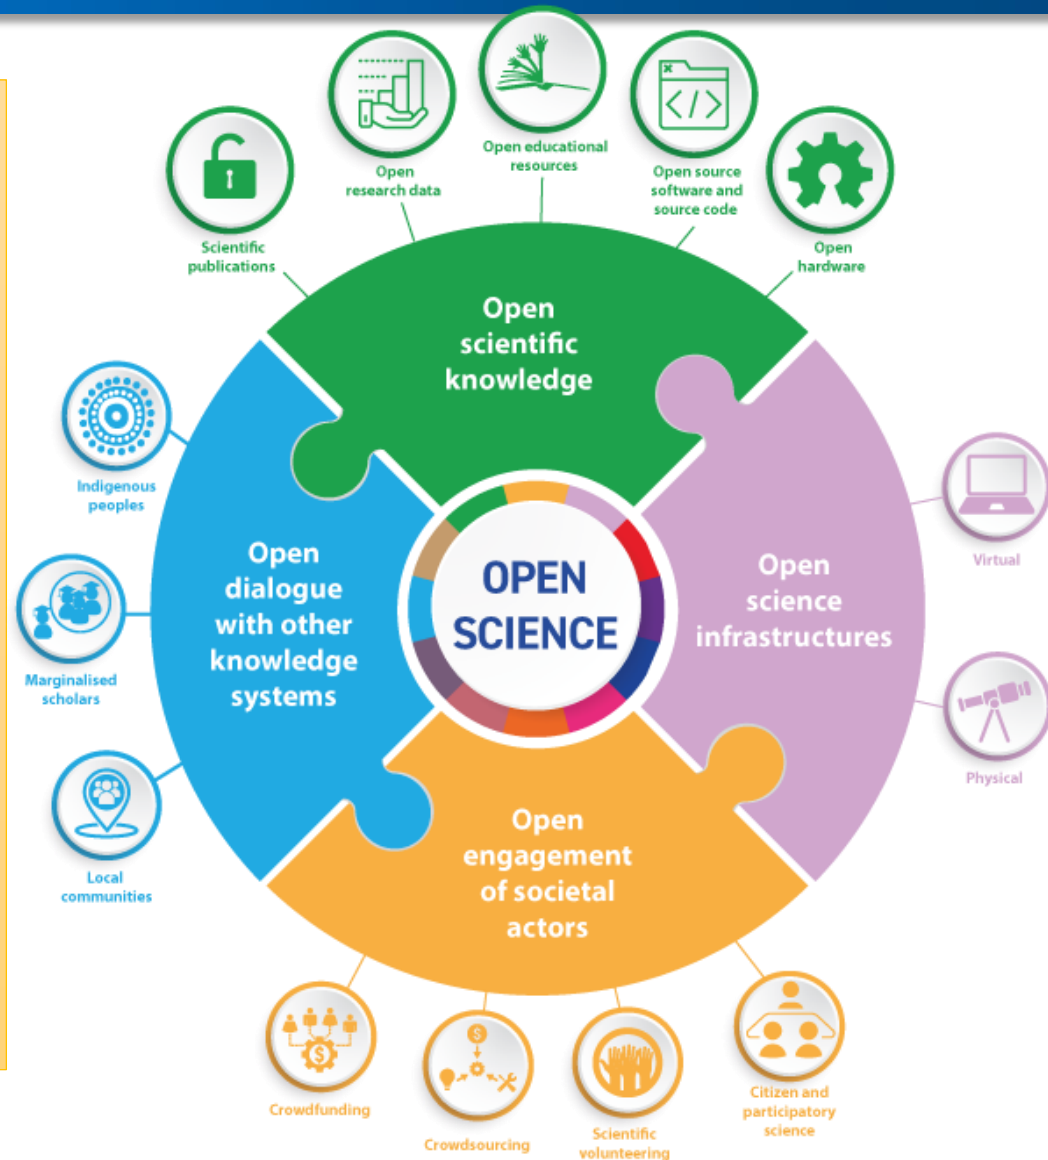 Open educational
resources
Open
research data
Open source
software and
source code
Scientific
publications
Open
hardware
Open
scientific
knowledge
Indigenous
peoples
Marginalised
scholars
Local
communities
Open
dialogue
with other
knowledge
systems
OPEN
SCIENCE
Open
science
infrastructures
Virtual
Physical
Open
engagement
of societal
actors
Crowdfunding
Crowdsourcing
Scientific
volunteering
Citizen and
participatory
science